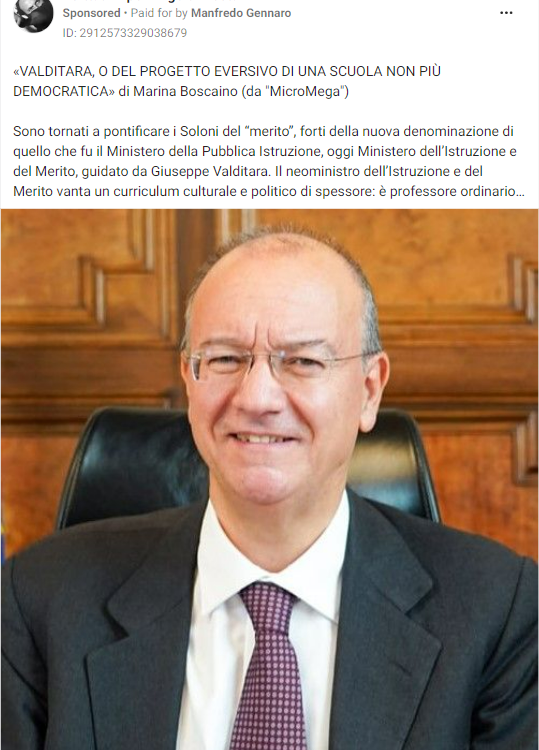 Sponsored • Paid for by Manfredo Gennaro
ID: 2912573329038679
«VALDITARA, O DEL PROGETTO EVERSIVO DI UNA SCUOLA NON PIÙ
DEMOCRATICA» di Marina Boscaino (da "MicroMega")
Sono tornati a pontificare i Soloni del “merito”, forti della nuova denominazione di
quello che fu il Ministero della Pubblica Istruzione, oggi Ministero dell’Istruzione e
del Merito, guidato da Giuseppe Valditara. Il neoministro dell’Istruzione e del
Merito vanta un curriculum culturale e politico di spessore: è professore ordinario...